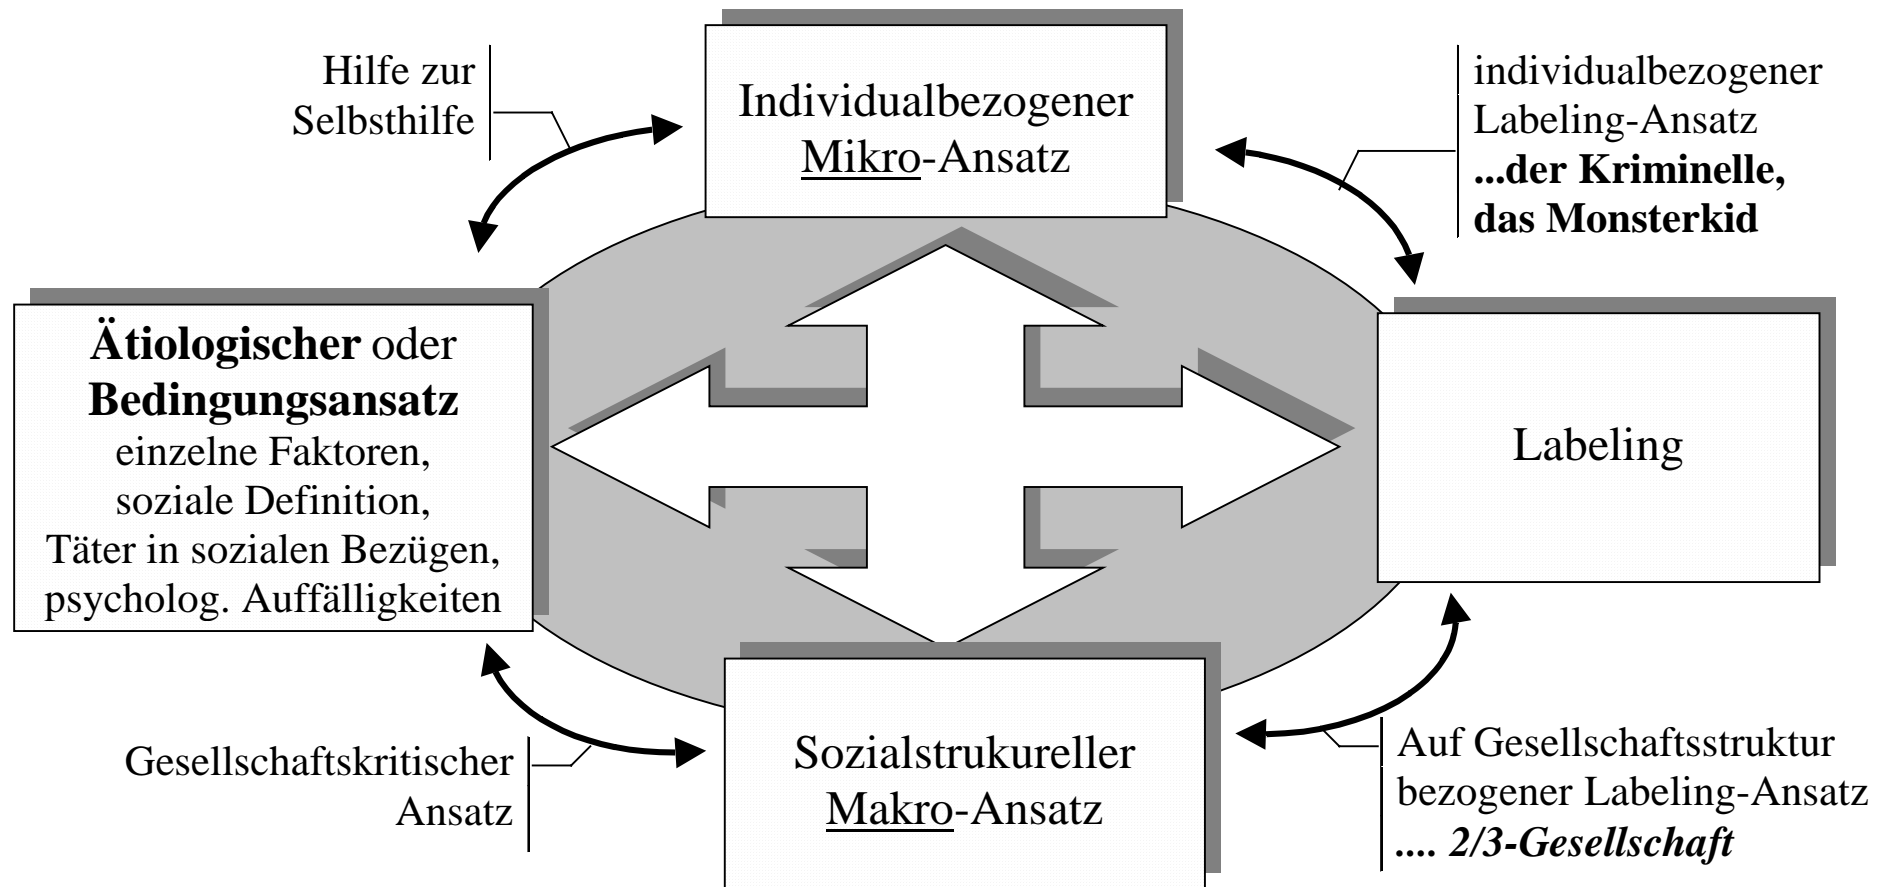 Hilfe zur
Selbsthilfe
Individualbezogener
Mikro-Ansatz
individualbezogener
Labeling-Ansatz
...der Kriminelle,
das Monsterkid
Ätiologischer oder
Bedingungsansatz
einzelne Faktoren,
soziale Definition,
Täter in sozialen Bezügen,
psycholog. Auffälligkeiten
Labeling
Gesellschaftskritischer
Ansatz
Sozialstrukureller
Makro-Ansatz
Auf Gesellschaftsstruktur
bezogener Labeling-Ansatz
.... 2/3-Gesellschaft